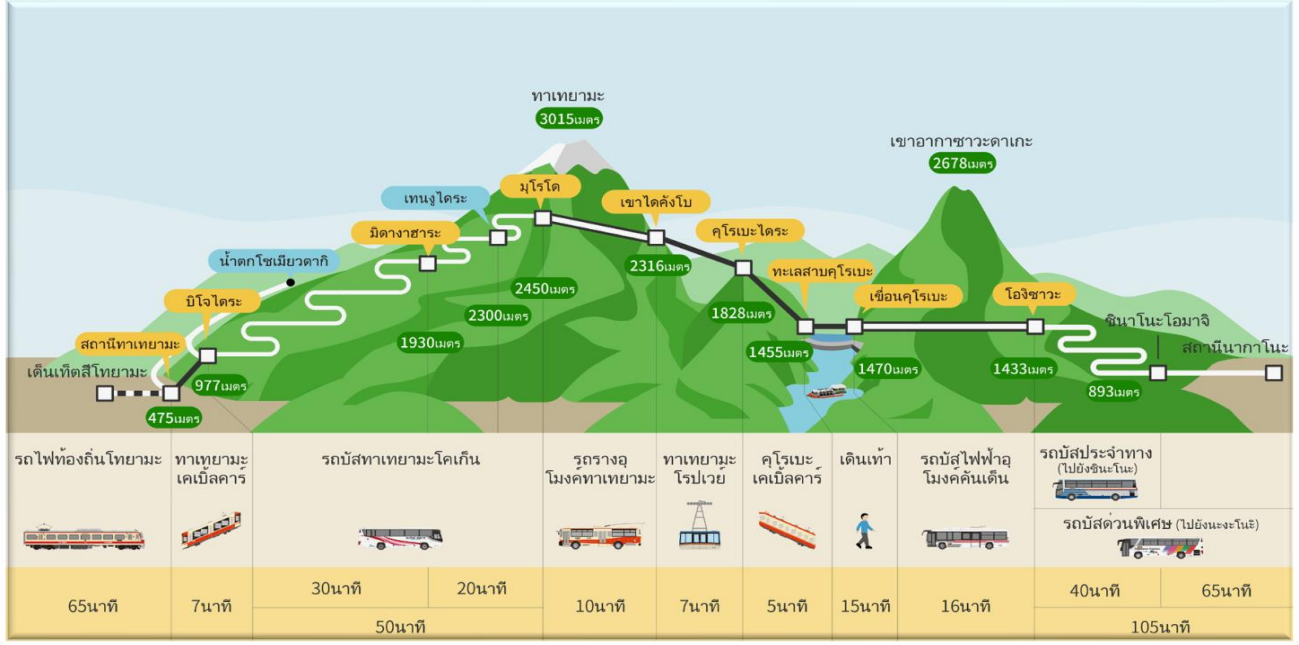 ทาเทยามะ
3015เมตร
เขาอากาซาวะดาเกะ
2678เมตร
มุโรโด
เทนงูไดระ
เขาไดคังโบ
มิดางาฮาระ
คุโรเบะไดระ
น้ำตกโชเมียวดากิ
2316เมตร
ทะเลสาบคุโรเบะ
บิโจไดระ
2450เมตร
เขื่อนคุโรเบะ
โองิซาวะ
2300เมตร
1828เมตร
ชินาโนะโอมาจิ
สถานีทาเทยามะ
1930เมตร
1455เมตร
สถานีนากาโนะ
เด็นเท็ตสึโทยามะ
977เมตร
1470เมตร
1433เมตร
893เมตร
475เมตร
รถไฟท้องถิ่นโทยามะ
ทาเทยามะ
เคเบิ้ลคาร์
รถบัสทาเทยามะโคเก็น
รถรางอุ
โมงค์ทาเทยามะ
ทาเทยามะ
โรปเวย์
คุโรเบะ
เคเบิ้ลคาร์
เดินเท้า
รถบัสไฟฟ้าอุ
โมงค์คันเด็น
รถบัสประจำทาง
(ไปยังชินะโนะ)
รถบัสด่วนพิเศษ (ไปยังนะงะโนะ)
65นาที
7นาที
30นาที
20นาที
50นาที
10นาที
7นาที
5นาที
15นาที
16นาที
40นาที
65นาที
105นาที